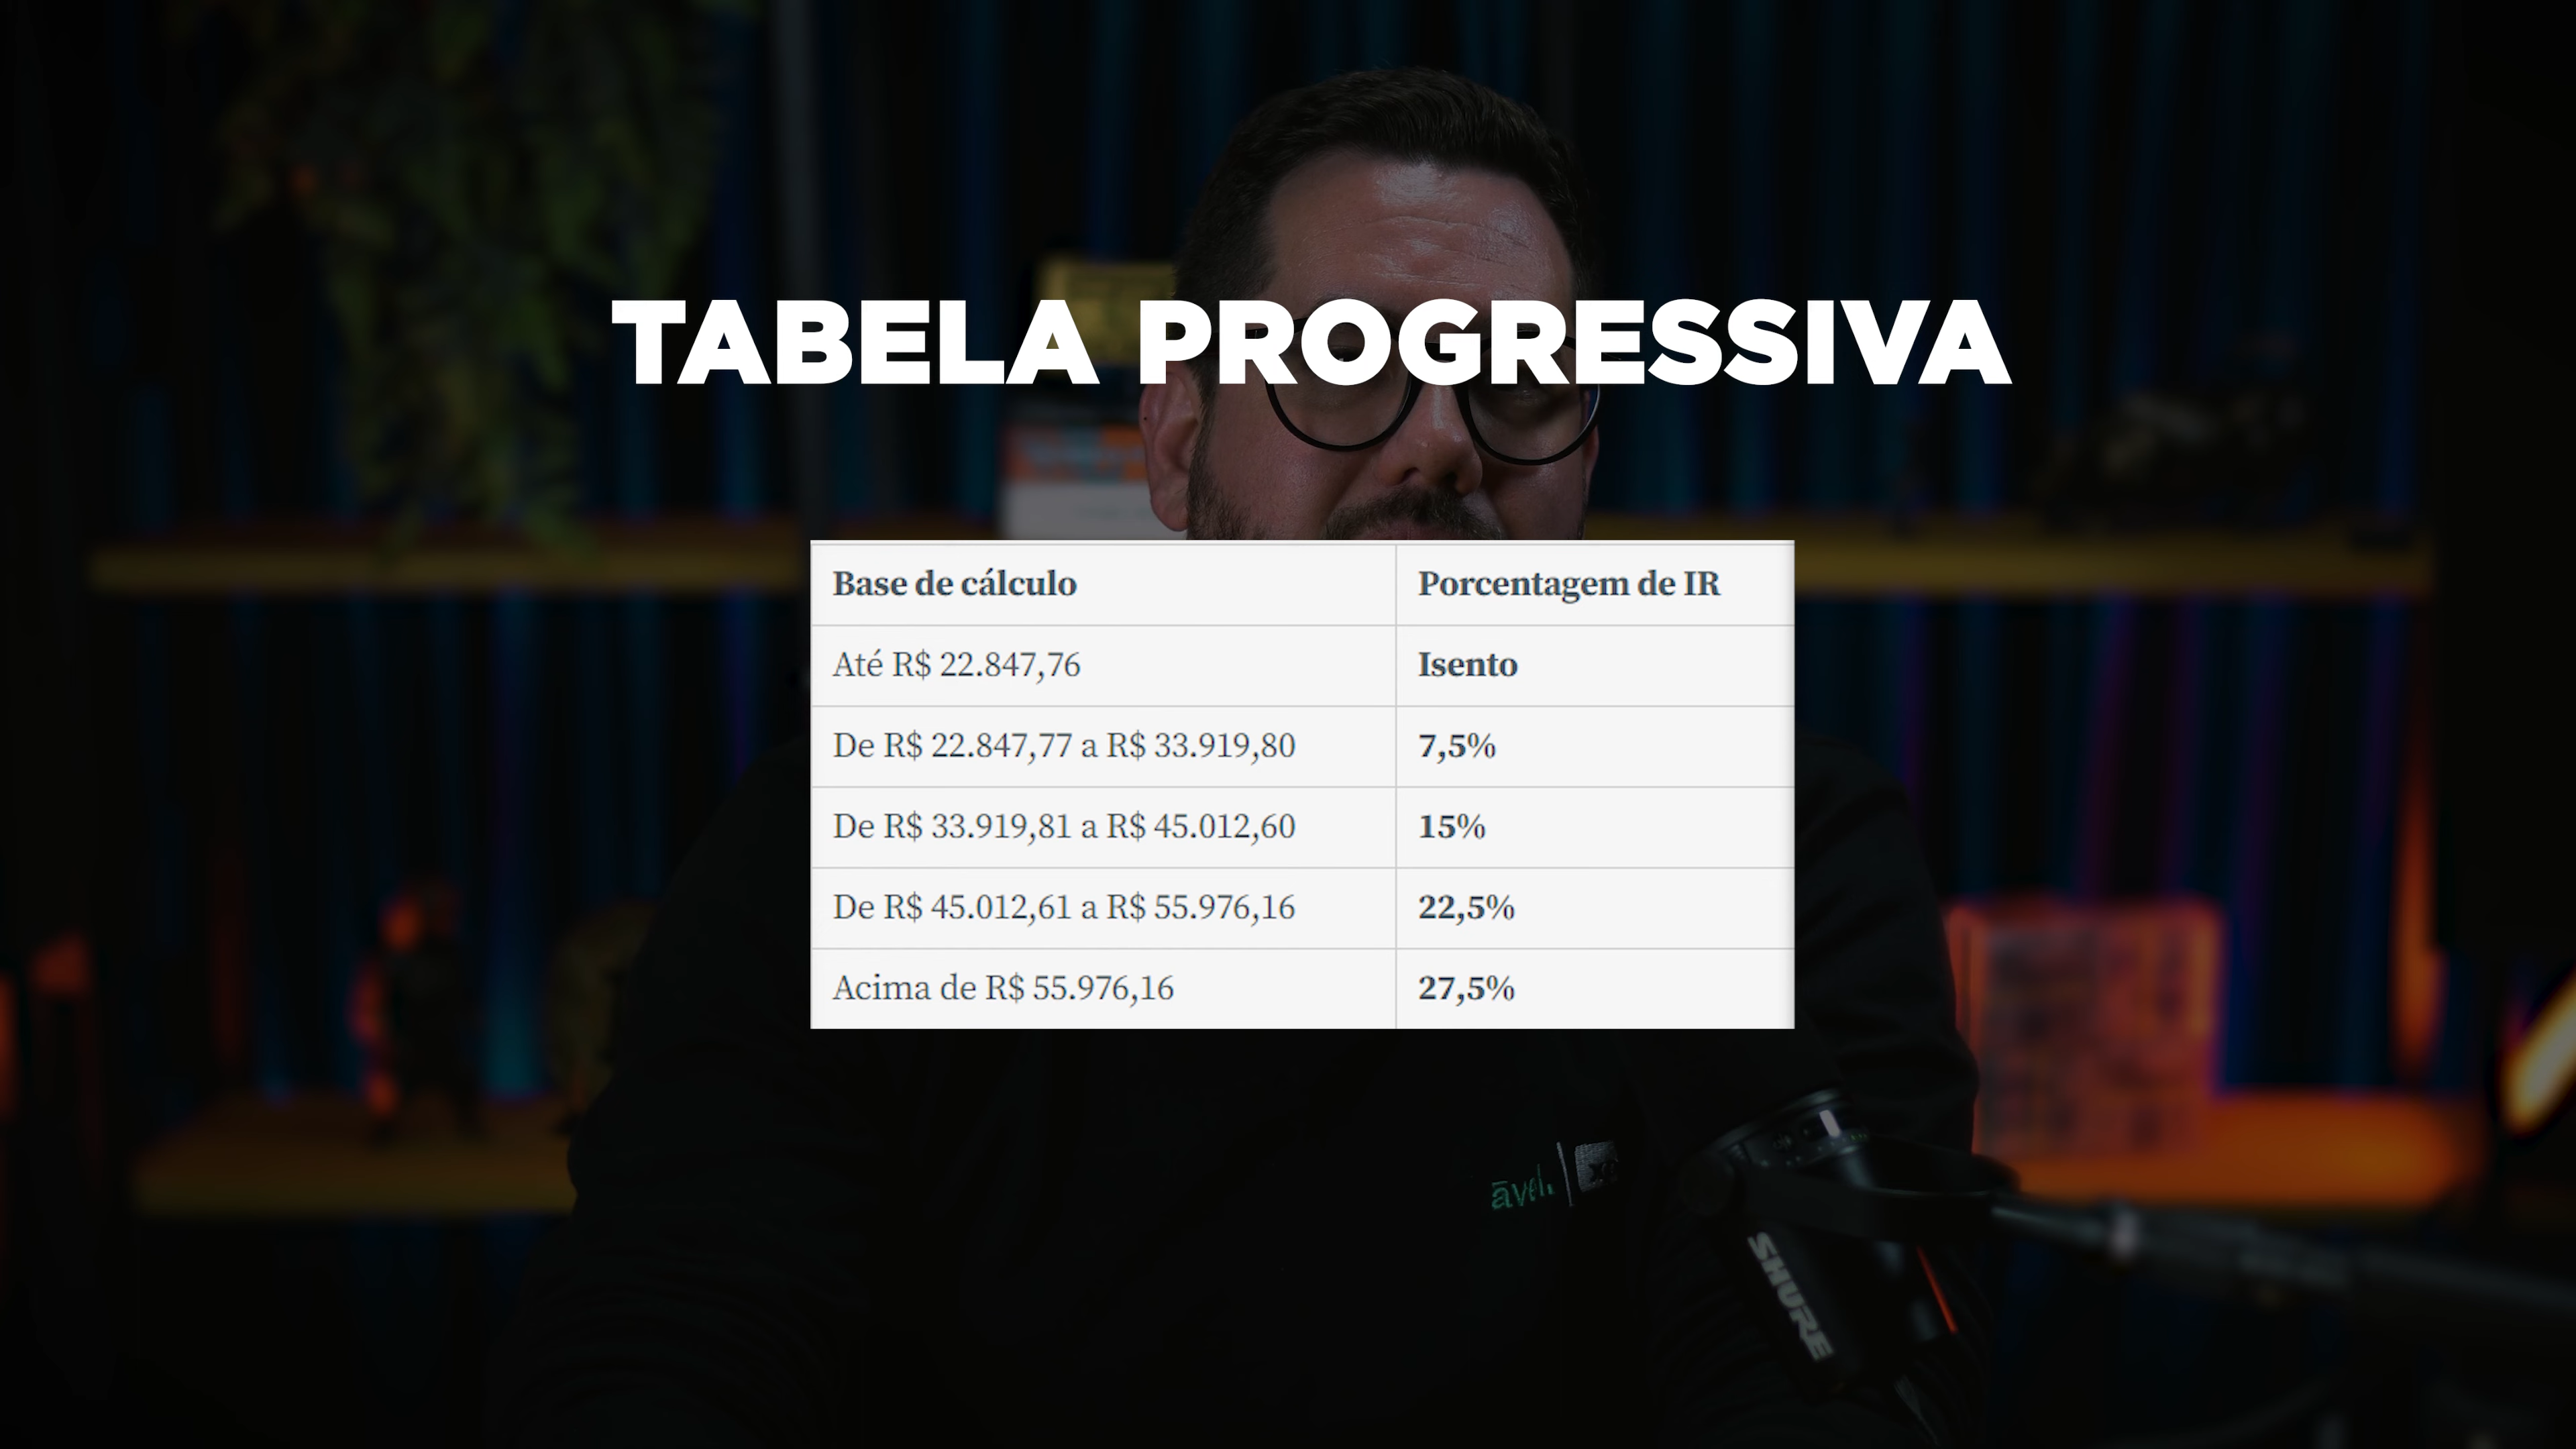 TABELA PROGRESSIVA
Base de cálculo Porcentagem de IR
Até R$ 22.847,76 Isento
De R$ 22.847,77 a R$ 33.919,80 7,5%
De R$ 33.919,81 a R$ 45.012,60 15%
De R$ 45.012,61 a R$ 55.976,16 22,5%
Acima de R$ 55.976,16 27,5%
āvel.
SHURE